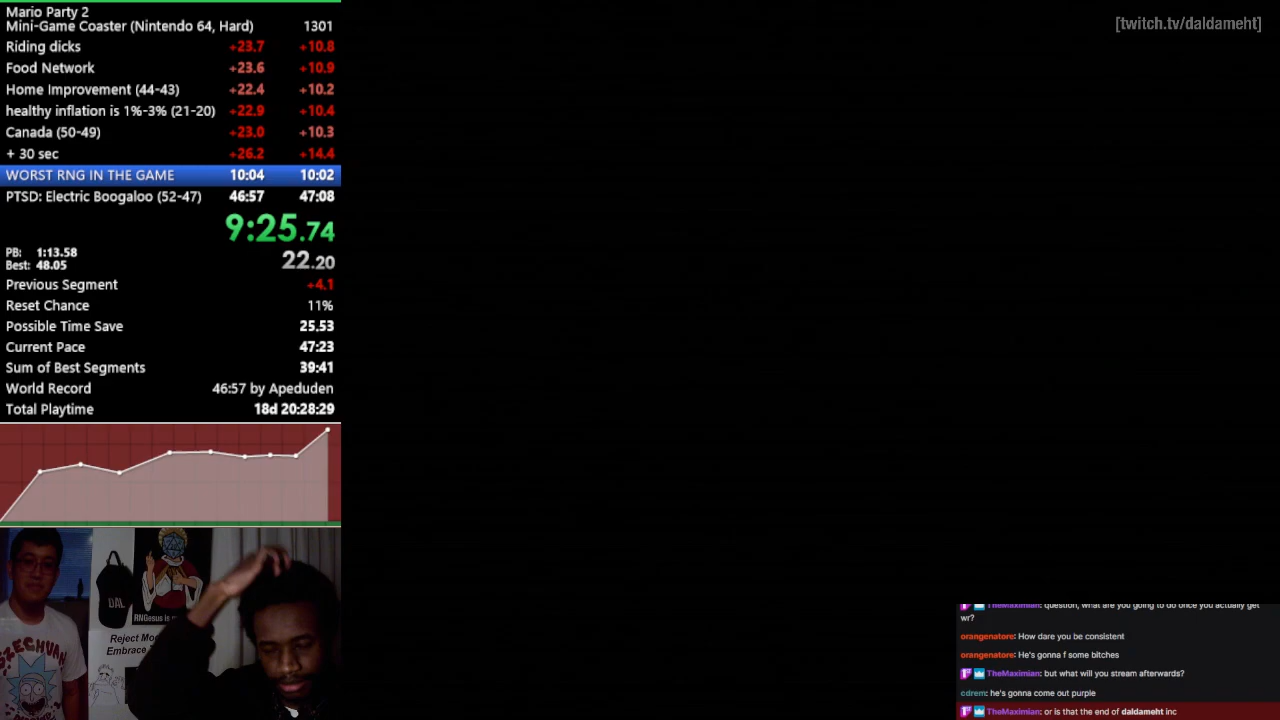 Mario Party 2
Mini-Game Coaster (Nintendo 64, Hard) 1301
Riding dicks +23.7 +10.8
Food Network +23.6 +10.9
Home Improvement (44-43) +22.4 +10.2
healthy inflation is 1%-3% (21-20) +22.9 +10.4
Canada (50-49) +23.0 +10.3
+ 30 sec +26.2 +14.4
WORST RNG IN THE GAME 10:04 10:02
PTSD: Electric Boogaloo (52-47) 46:57 47:08
9:25.74
PB: 1:13.58
Best: 48.05
22.20
Previous Segment +4.1
Reset Chance 11%
Possible Time Save 25.53
Current Pace 47:23
Sum of Best Segments 39:41
World Record 46:57 by Apeduden
Total Playtime 18d 20:28:29
DAL
RNGesus is
Reject
Embrace
[twitch.tv/daldameht]
TheMaximian: question, what are you going to do once you actually get
wr?
orangenatore: How dare you be consistent
orangenatore: He's gonna f some bitches
TheMaximian: but what will you stream afterwards?
cdrem: he's gonna come out purple
TheMaximian: or is that the end of daldameht inc